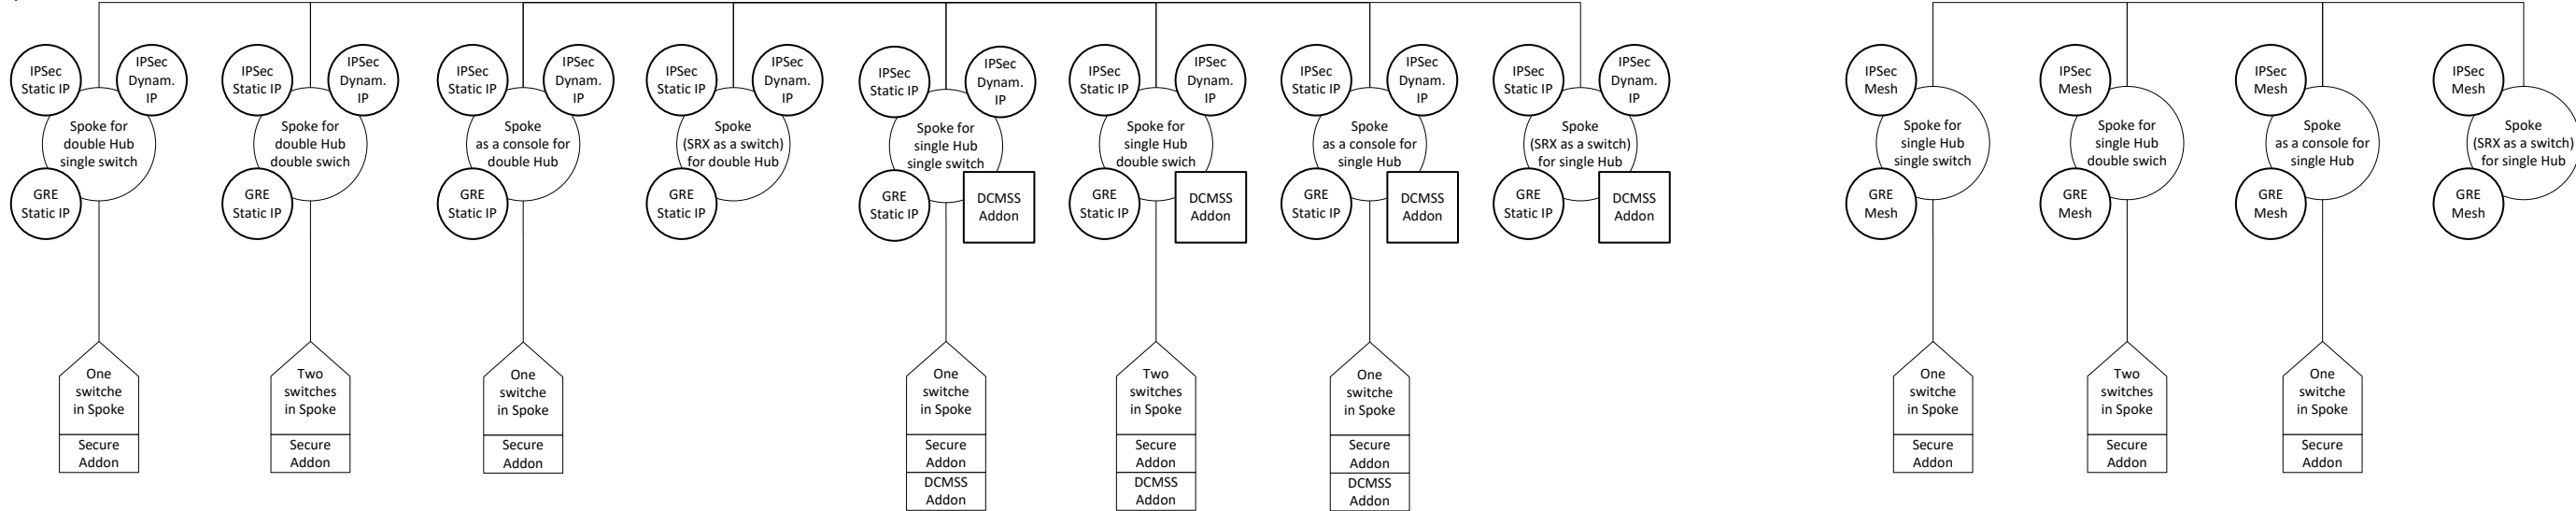 IPSec
Static IP
IPSec
Dynam.
IP
Spoke for
double Hub
single switch
GRE
Static IP
One
switche
in Spoke
Secure
Addon
IPSec
Static IP
IPSec
Dynam.
IP
Spoke for
double Hub
double swich
GRE
Static IP
Two
switches
in Spoke
Secure
Addon
IPSec
Static IP
IPSec
Dynam.
IP
Spoke
as a console for
double Hub
GRE
Static IP
One
switche
in Spoke
Secure
Addon
IPSec
Static IP
IPSec
Dynam.
IP
Spoke
(SRX as a switch)
for double Hub
GRE
Static IP
IPSec
Static IP
IPSec
Dynam.
IP
Spoke for
single Hub
single switch
GRE
Static IP
DCMSS
Addon
One
switche
in Spoke
Secure
Addon
DCMSS
Addon
IPSec
Static IP
IPSec
Dynam.
IP
Spoke for
single Hub
double swich
GRE
Static IP
DCMSS
Addon
Two
switches
in Spoke
Secure
Addon
DCMSS
Addon
IPSec
Static IP
IPSec
Dynam.
IP
Spoke
as a console for
single Hub
GRE
Static IP
DCMSS
Addon
One
switche
in Spoke
Secure
Addon
DCMSS
Addon
IPSec
Static IP
IPSec
Dynam.
IP
Spoke
(SRX as a switch)
for single Hub
GRE
Static IP
DCMSS
Addon
IPSec
Mesh
Spoke for
single Hub
single switch
GRE
Mesh
One
switche
in Spoke
Secure
Addon
IPSec
Mesh
Spoke for
single Hub
double swich
GRE
Mesh
Two
switches
in Spoke
Secure
Addon
IPSec
Mesh
Spoke
as a console for
single Hub
GRE
Mesh
One
switche
in Spoke
Secure
Addon
IPSec
Mesh
Spoke
(SRX as a switch)
for single Hub
GRE
Mesh